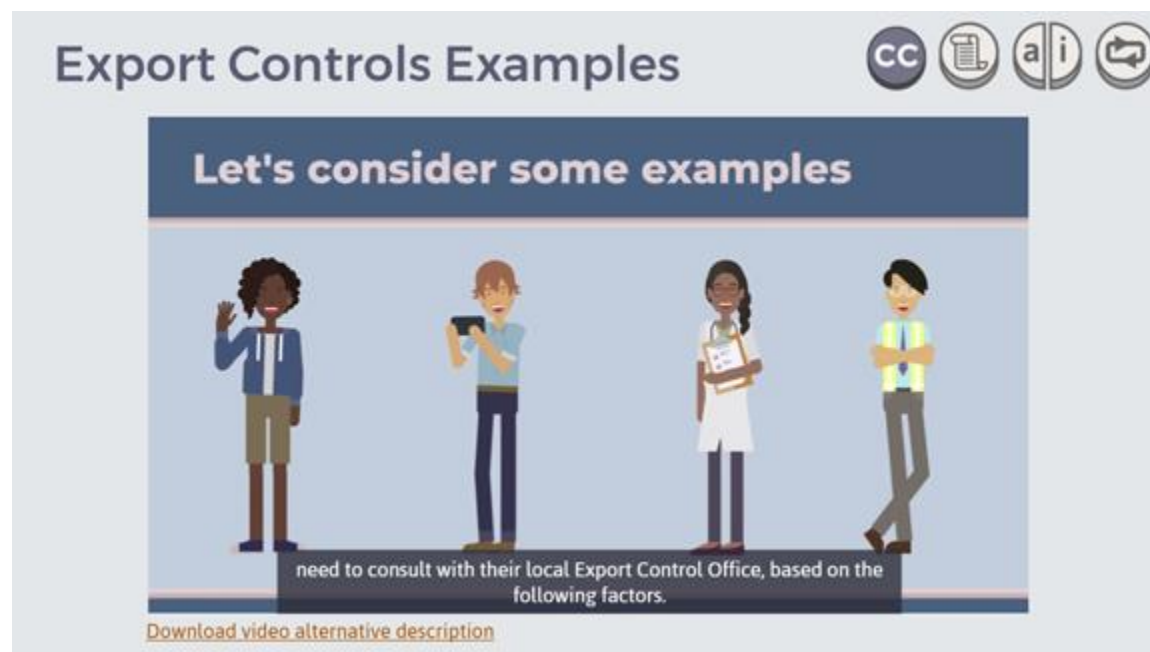 Export Controls Examples
CC
a i
Let's consider some examples
need to consult with their local Export Control Office, based on the
following factors.
Download video alternative description